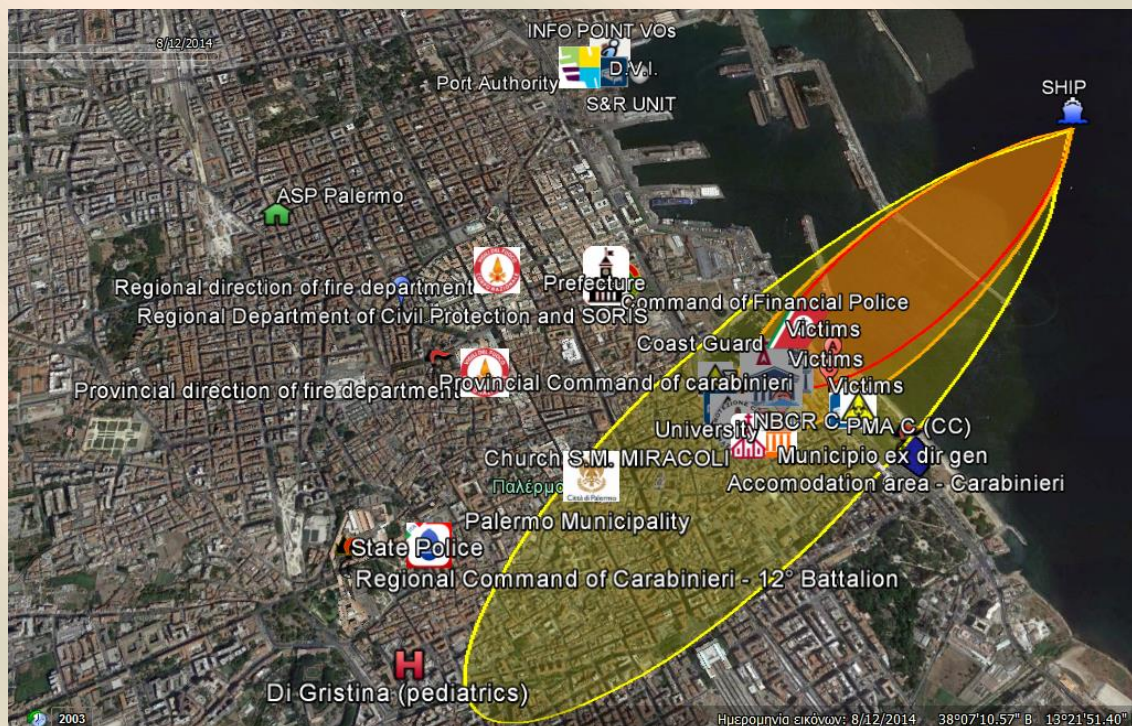 INFO POINT VOs
8/12/2014
D.V.I.
Port Authority
SHIP
S&R UNIT
ASP Palermo
Regional direction of fire department
Prefecture
Command of Financial Police
Regional Department of Civil Protection and SORIS
Victims
Coast Guard
Victims
Provincial direction of fire department
Provincial Command of carabinieri
Victims
University
NBCR C
PMA C (CC)
Church S.M. MIRACOLI
Municipio ex dir gen
Παλέρμο
Accomodation area - Carabinieri
Città di Palermo
Palermo Municipality
State Police
Regional Command of Carabinieri - 12° Battalion
H
Di Gristina (pediatrics)
2003
Ημερομηνία εικόνων: 8/12/2014 38°07'10.57" Β 13°21'51.40"